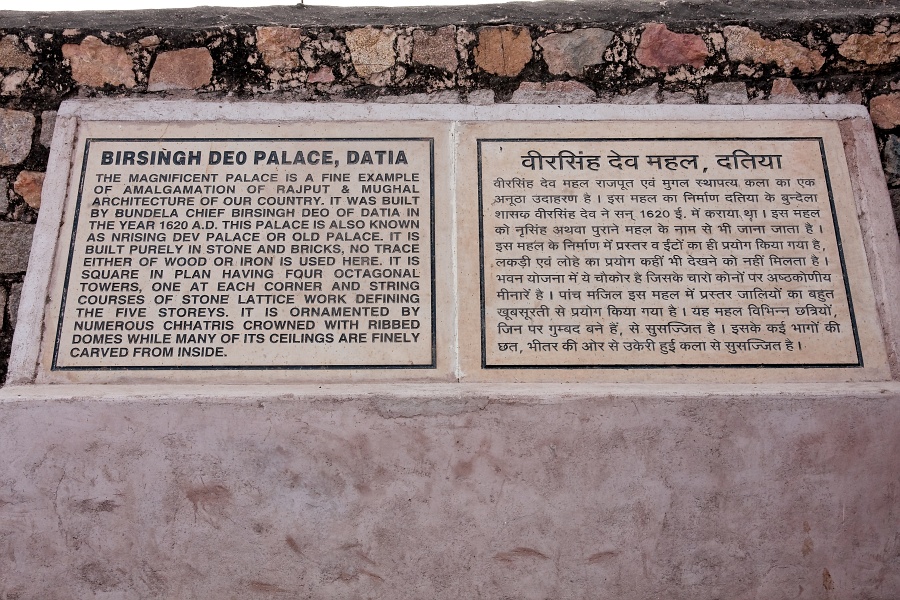 BIRSINGH DEO PALACE, DATIA
THE MAGNIFICENT PALACE IS A FINE EXAMPLE
OF AMALGAMATION OF RAJPUT & MUGHAL
ARCHITECTURE OF OUR COUNTRY. IT WAS BUILT
BY BUNDELA CHIEF BIRSINGH DEO OF DATIA IN
THE YEAR 1620 A.D. THIS PALACE IS ALSO KNOWN
AS NRISING DEV PALACE OR OLD PALACE. IT IS
BUILT PURELY IN STONE AND BRICKS, NO TRACE
EITHER OF WOOD OR IRON IS USED HERE. IT IS
SQUARE IN PLAN HAVING FOUR OCTAGONAL
TOWERS, ONE AT EACH CORNER AND STRING
COURSES OF STONE LATTICE WORK DEFINING
THE FIVE STOREYS. IT IS ORNAMENTED BY
NUMEROUS CHHATRIS CROWNED WITH RIBBED
DOMES WHILE MANY OF ITS CEILINGS ARE FINELY
CARVED FROM INSIDE.
वीरसिंह देव महल, दतिया
वीरसिंह देव महल राजपूत एवं मुगल स्थापत्य कला का एक
अनूठा उदाहरण है । इस महल का निर्माण दतिया के बुन्देला
शासक वीरसिंह देव ने सन् 1620 ई. में कराया था । इस महल
को नृसिंह अथवा पुराने महल के नाम से भी जाना जाता है ।
इस महल के निर्माण में प्रस्तर व ईंटों का ही प्रयोग किया गया है,
लकड़ी एवं लोहे का प्रयोग कहीं भी देखने को नहीं मिलता है ।
भवन योजना में ये चौकोर है जिसके चारो कोनों पर अष्ठकोणीय
मीनारें है । पांच मजिल इस महल में प्रस्तर जालियों का बहुत
खूबसूरती से प्रयोग किया गया है । यह महल विभिन्न छत्रियों,
जिन पर गुम्बद बने हैं, से सुसज्जित है । इसके कई भागों की
छत, भीतर की ओर से उकेरी हुई कला से सुसज्जित है ।